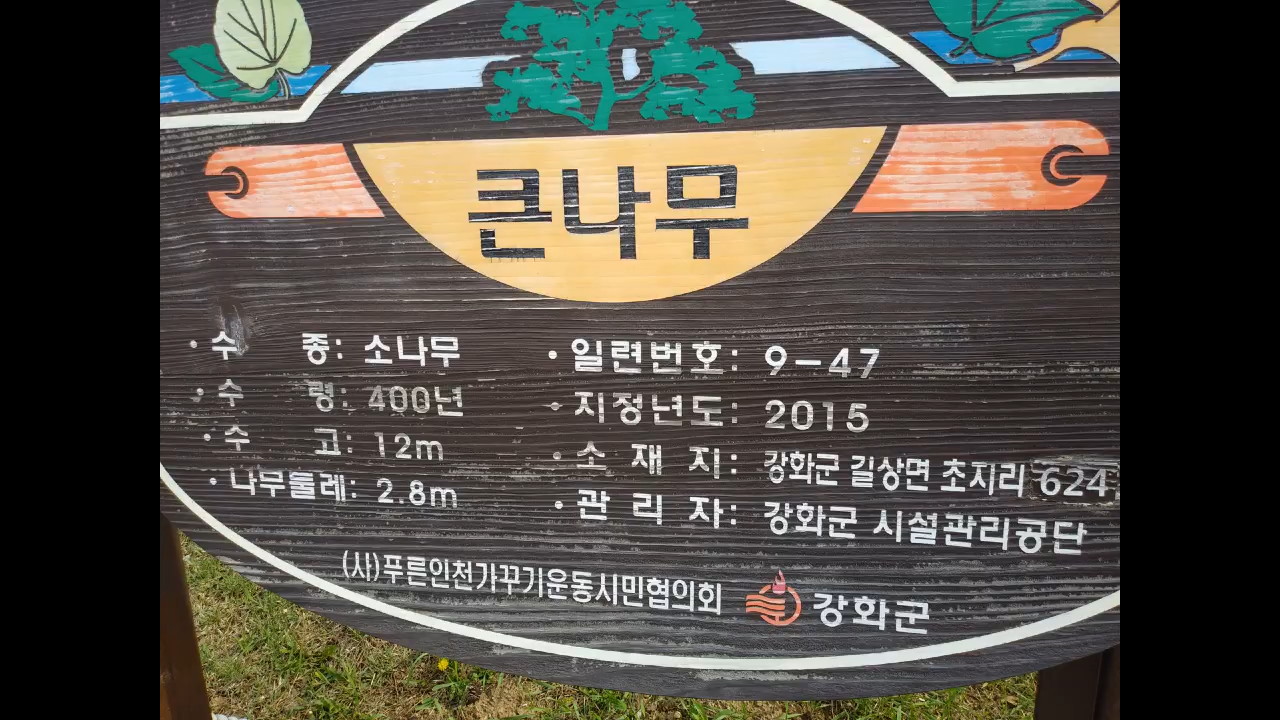 큰나무
• 수 종: 소나무
• 수 령: 400년
• 수 고: 12m
• 나무둘레: 2.8m
• 일련번호: 9-47
• 지정년도: 2015
• 소 재 지: 강화군 길상면 초지리 624
• 관 리 자: 강화군 시설관리공단
(사)푸른인천가꾸기운동시민협의회 강화군